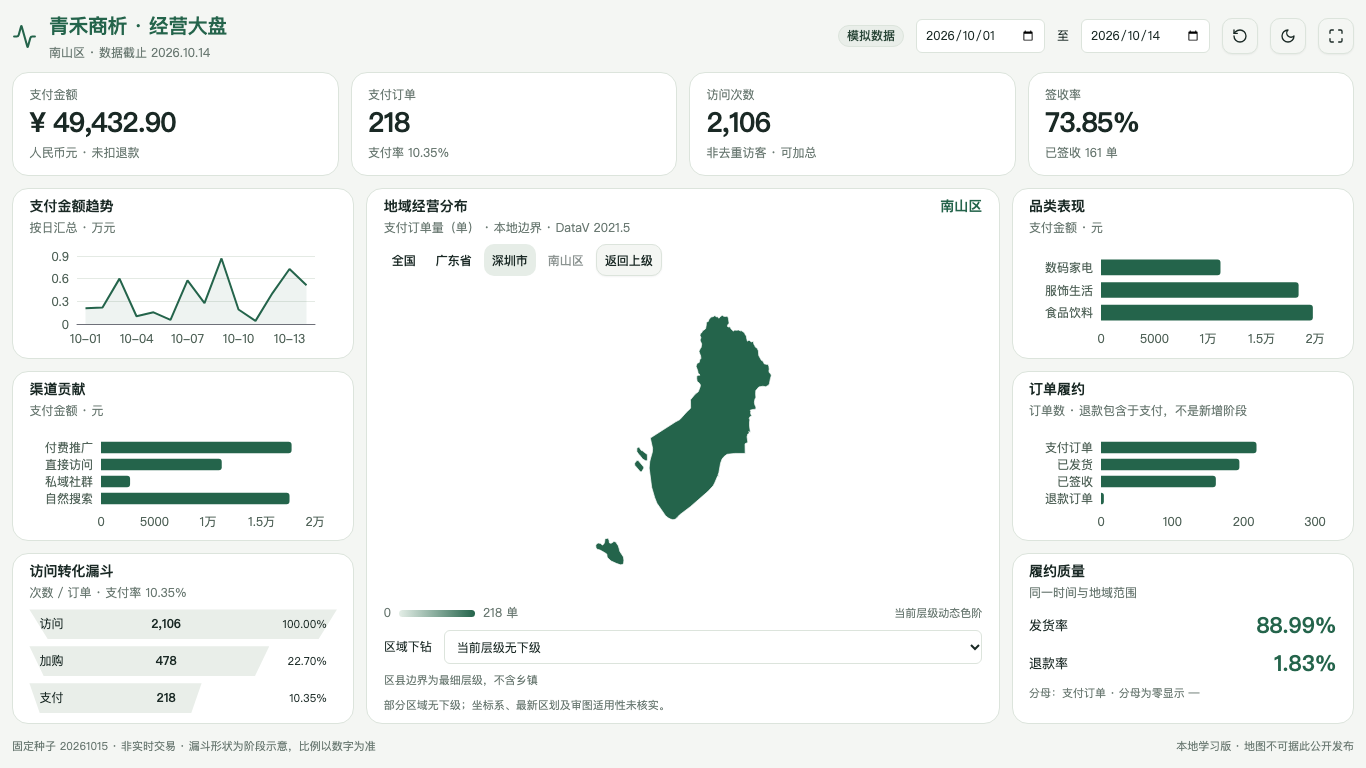 青禾商析 · 经营大盘
南山区 · 数据截止 2026.10.14
模拟数据
2026/10/01
至
2026/10/14
支付金额
¥ 49,432.90
人民币元 · 未扣退款
支付订单
218
支付率 10.35%
访问次数
2,106
非去重访客 · 可加总
签收率
73.85%
已签收 161 单
支付金额趋势
按日汇总 · 万元
0.9
0.6
0.3
0
10-01 10-04 10-07 10-10 10-13
渠道贡献
支付金额 · 元
付费推广
直接访问
私域社群
自然搜索
0 5000 1万 1.5万 2万
访问转化漏斗
次数 / 订单 · 支付率 10.35%
访问 2,106 100.00%
加购 478 22.70%
支付 218 10.35%
地域经营分布
南山区
支付订单量（单） · 本地边界 · DataV 2021.5
全国 广东省 深圳市 南山区 返回上级
0 218 单
当前层级动态色阶
区域下钻 当前层级无下级
区县边界为最细层级，不含乡镇
部分区域无下级；坐标系、最新区划及审图适用性未核实。
品类表现
支付金额 · 元
数码家电
服饰生活
食品饮料
0 5000 1万 1.5万 2万
订单履约
订单数 · 退款包含于支付，不是新增阶段
支付订单
已发货
已签收
退款订单
0 100 200 300
履约质量
同一时间与地域范围
发货率 88.99%
退款率 1.83%
分母：支付订单 · 分母为零显示 —
固定种子 20261015 · 非实时交易 · 漏斗形状为阶段示意，比例以数字为准
本地学习版 · 地图不可据此公开发布